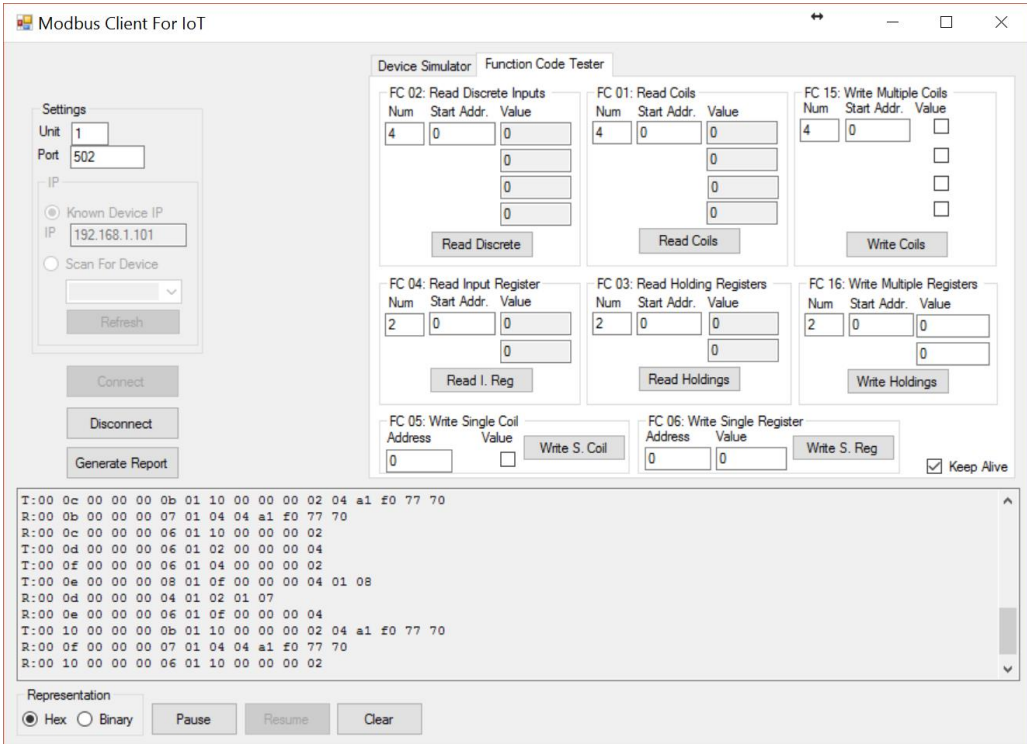 Modbus Client For IoT
Device Simulator Function Code Tester
Settings
Unit 1
Port 502
IP
Known Device IP
IP 192.168.1.101
Scan For Device
Refresh
Connect
Disconnect
Generate Report
FC 02: Read Discrete Inputs
Num Start Addr. Value
4 0 0
0
0
0
Read Discrete
FC 01: Read Coils
Num Start Addr. Value
4 0 0
0
0
0
Read Coils
FC 15: Write Multiple Coils
Num Start Addr. Value
4 0
Write Coils
FC 04: Read Input Register
Num Start Addr. Value
2 0 0
0
Read I. Reg
FC 03: Read Holding Registers
Num Start Addr. Value
2 0 0
0
Read Holdings
FC 16: Write Multiple Registers
Num Start Addr. Value
2 0 0
0
Write Holdings
FC 05: Write Single Coil
Address Value
0
Write S. Coil
FC 06: Write Single Register
Address Value
0 0
Write S. Reg
Keep Alive
T:00 0c 00 00 00 0b 01 10 00 00 00 02 04 a1 f0 77 70
R:00 0b 00 00 00 07 01 04 04 a1 f0 77 70
R:00 0c 00 00 00 06 01 10 00 00 00 02
T:00 0d 00 00 00 06 01 02 00 00 00 04
T:00 0f 00 00 00 06 01 04 00 00 00 02
T:00 0e 00 00 00 08 01 0f 00 00 00 04 01 08
R:00 0d 00 00 00 04 01 02 01 07
R:00 0e 00 00 00 06 01 0f 00 00 00 04
T:00 10 00 00 00 0b 01 10 00 00 00 02 04 a1 f0 77 70
R:00 0f 00 00 00 07 01 04 04 a1 f0 77 70
R:00 10 00 00 00 06 01 10 00 00 00 02
Representation
Hex Binary
Pause
Resume
Clear